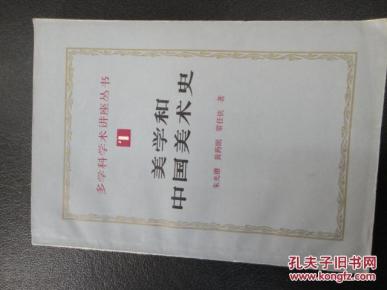 多学科学术讲座丛书
4
美学和
中国美术史
朱光潜 黄药眠 常任侠 著
孔夫子旧书网